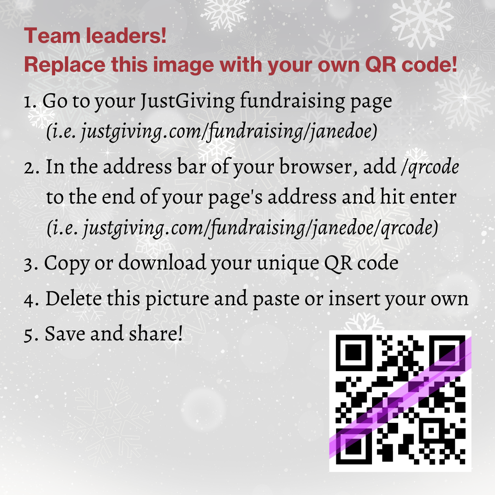 Team leaders!
Replace this image with your own QR code!
1. Go to your JustGiving fundraising page
(i.e. justgiving.com/fundraising/janedoe)
2. In the address bar of your browser, add /qrcode
to the end of your page's address and hit enter
(i.e. justgiving.com/fundraising/janedoe/qrcode)
3. Copy or download your unique QR code
4. Delete this picture and paste or insert your own
5. Save and share!